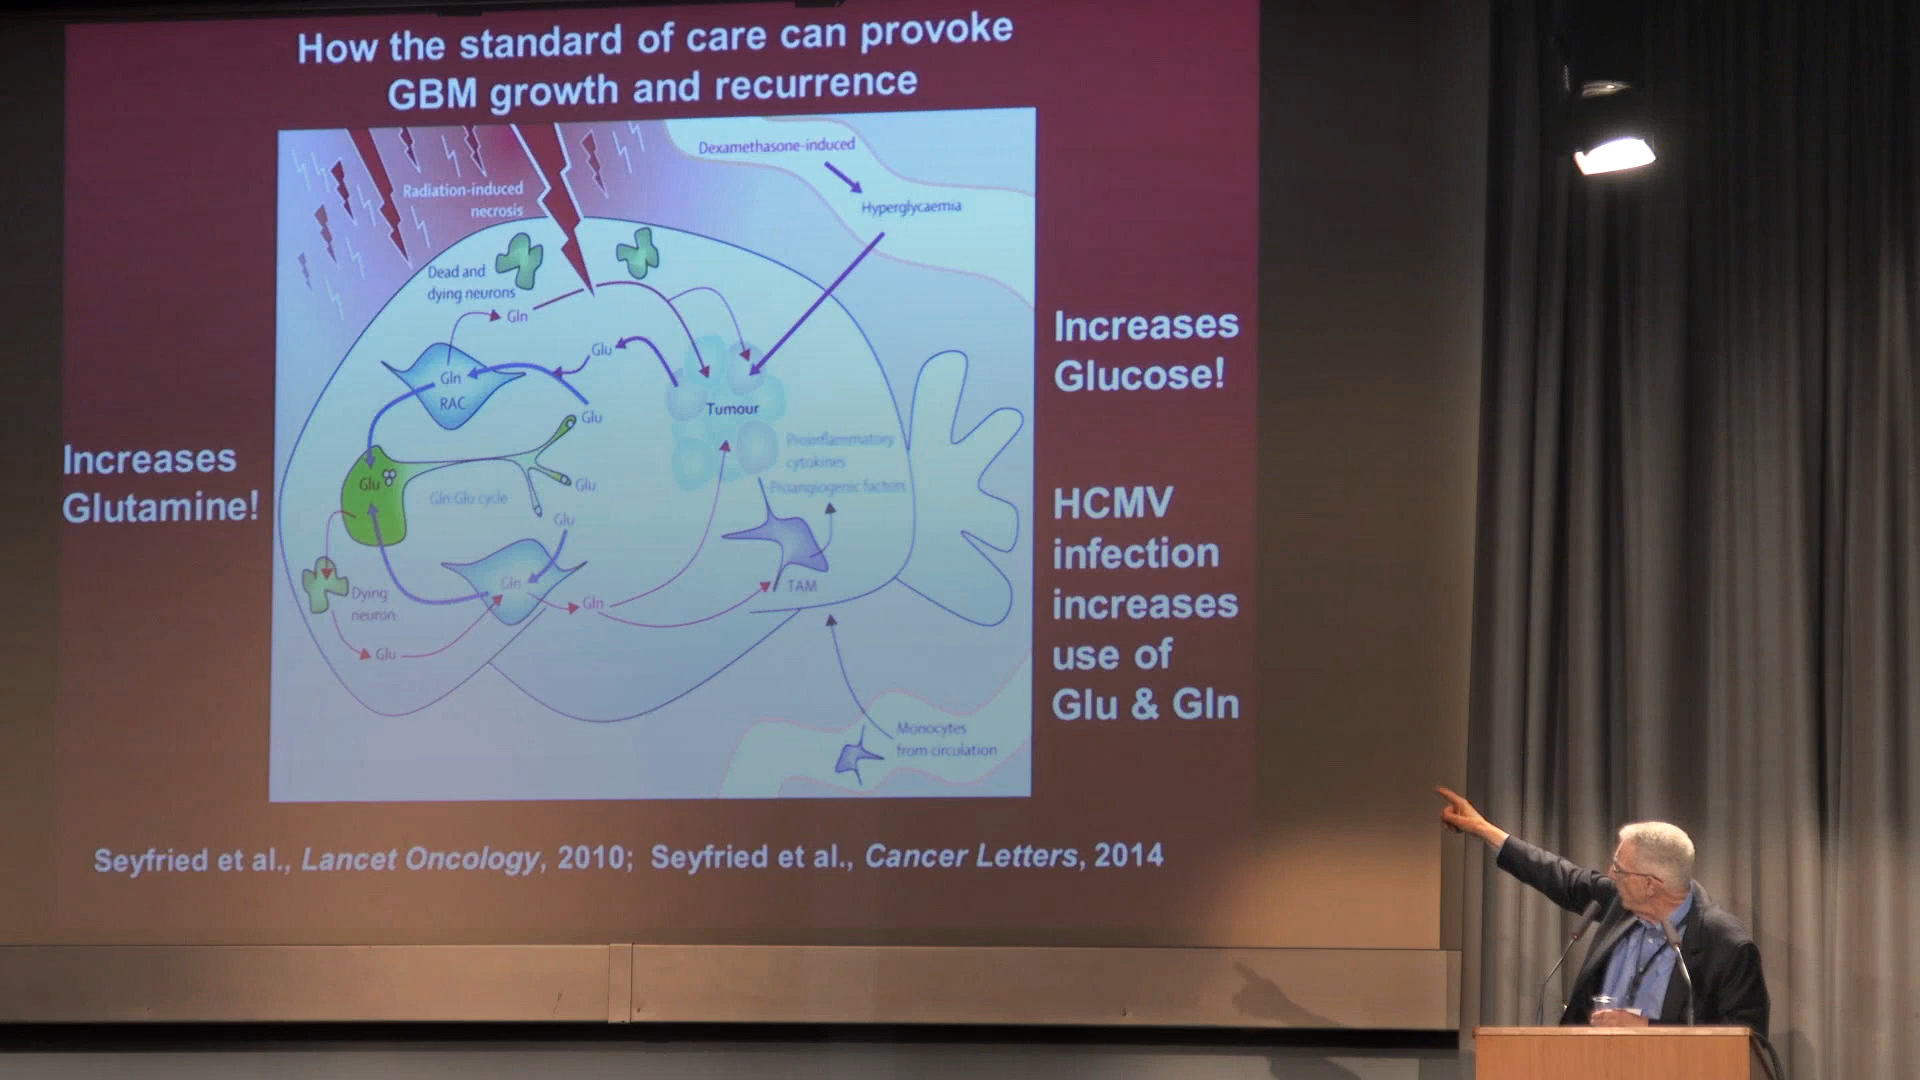 How the standard of care can provoke
GBM growth and recurrence
Dexamethasone-induced
Hyperglycaemia
Radiation-induced
necrosis
Dead and
dying neurons
Gln
Glu
Gln
RAC
Glu
Tumour
Proinflammatory
cytokines
Proangiogenic factors
Glu
Gln:Glu cycle
Glu
Glu
Gln
Gln
TAM
Dying
neuron
Glu
Monocytes
from circulation
Increases
Glutamine!
Increases
Glucose!
HCMV
infection
increases
use of
Glu & Gln
Seyfried et al., Lancet Oncology, 2010; Seyfried et al., Cancer Letters, 2014